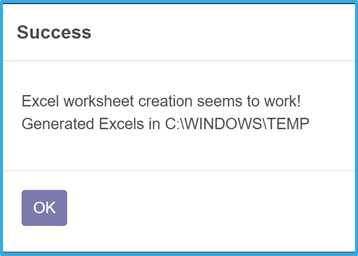 Success
Excel worksheet creation seems to work!
Generated Excels in C:\WINDOWS\TEMP
OK